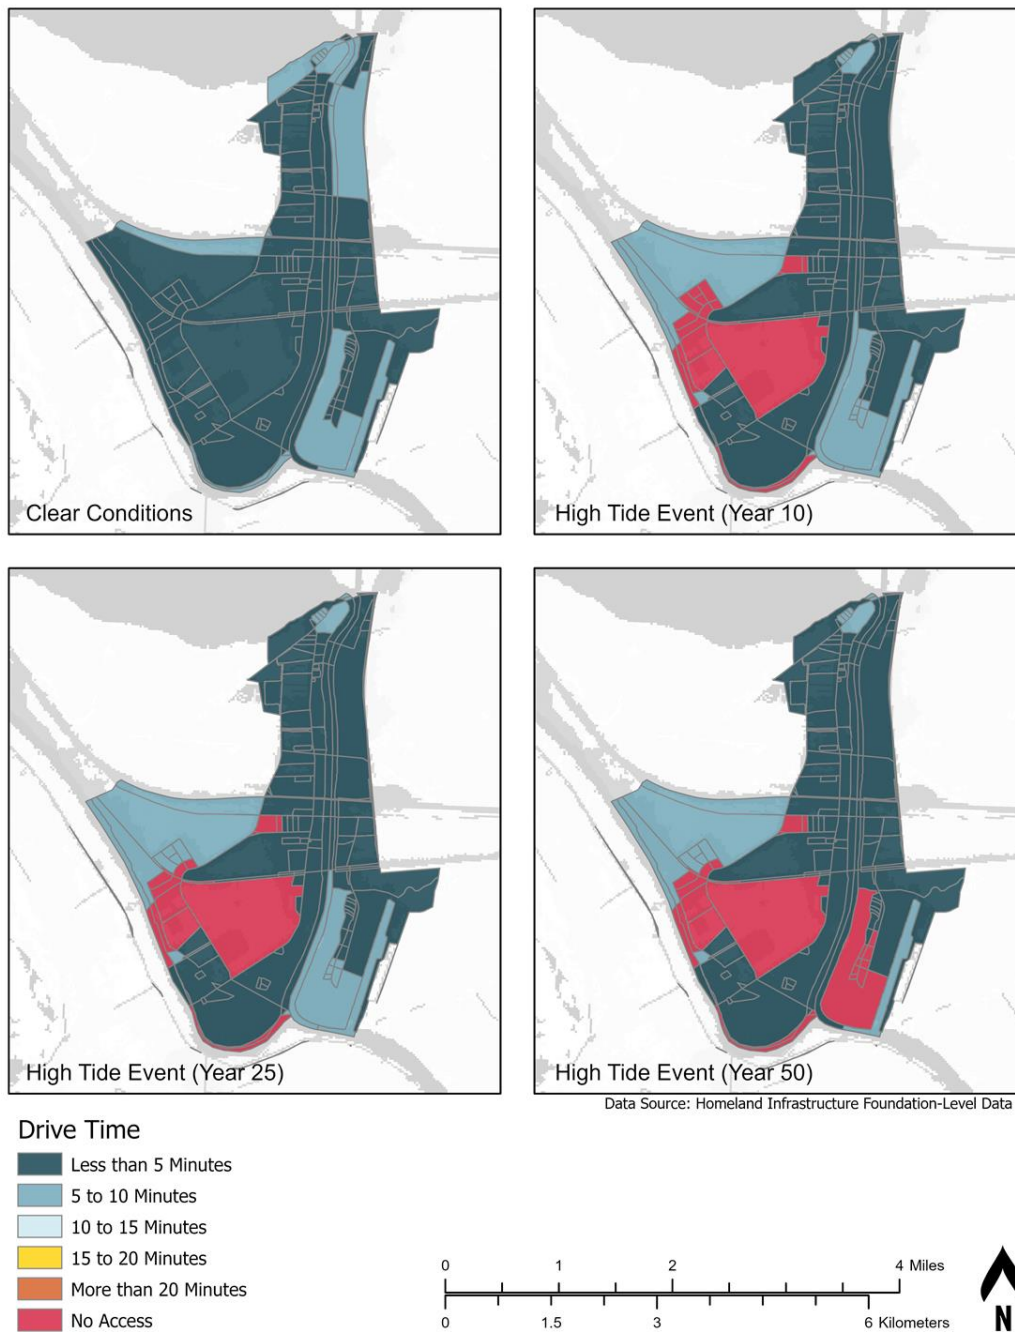 Clear Conditions
High Tide Event (Year 10)
High Tide Event (Year 25)
High Tide Event (Year 50)
Data Source: Homeland Infrastructure Foundation-Level Data
Drive Time
Less than 5 Minutes
5 to 10 Minutes
10 to 15 Minutes
15 to 20 Minutes
More than 20 Minutes
No Access
0 1 2 4 Miles
0 1.5 3 6 Kilometers
N